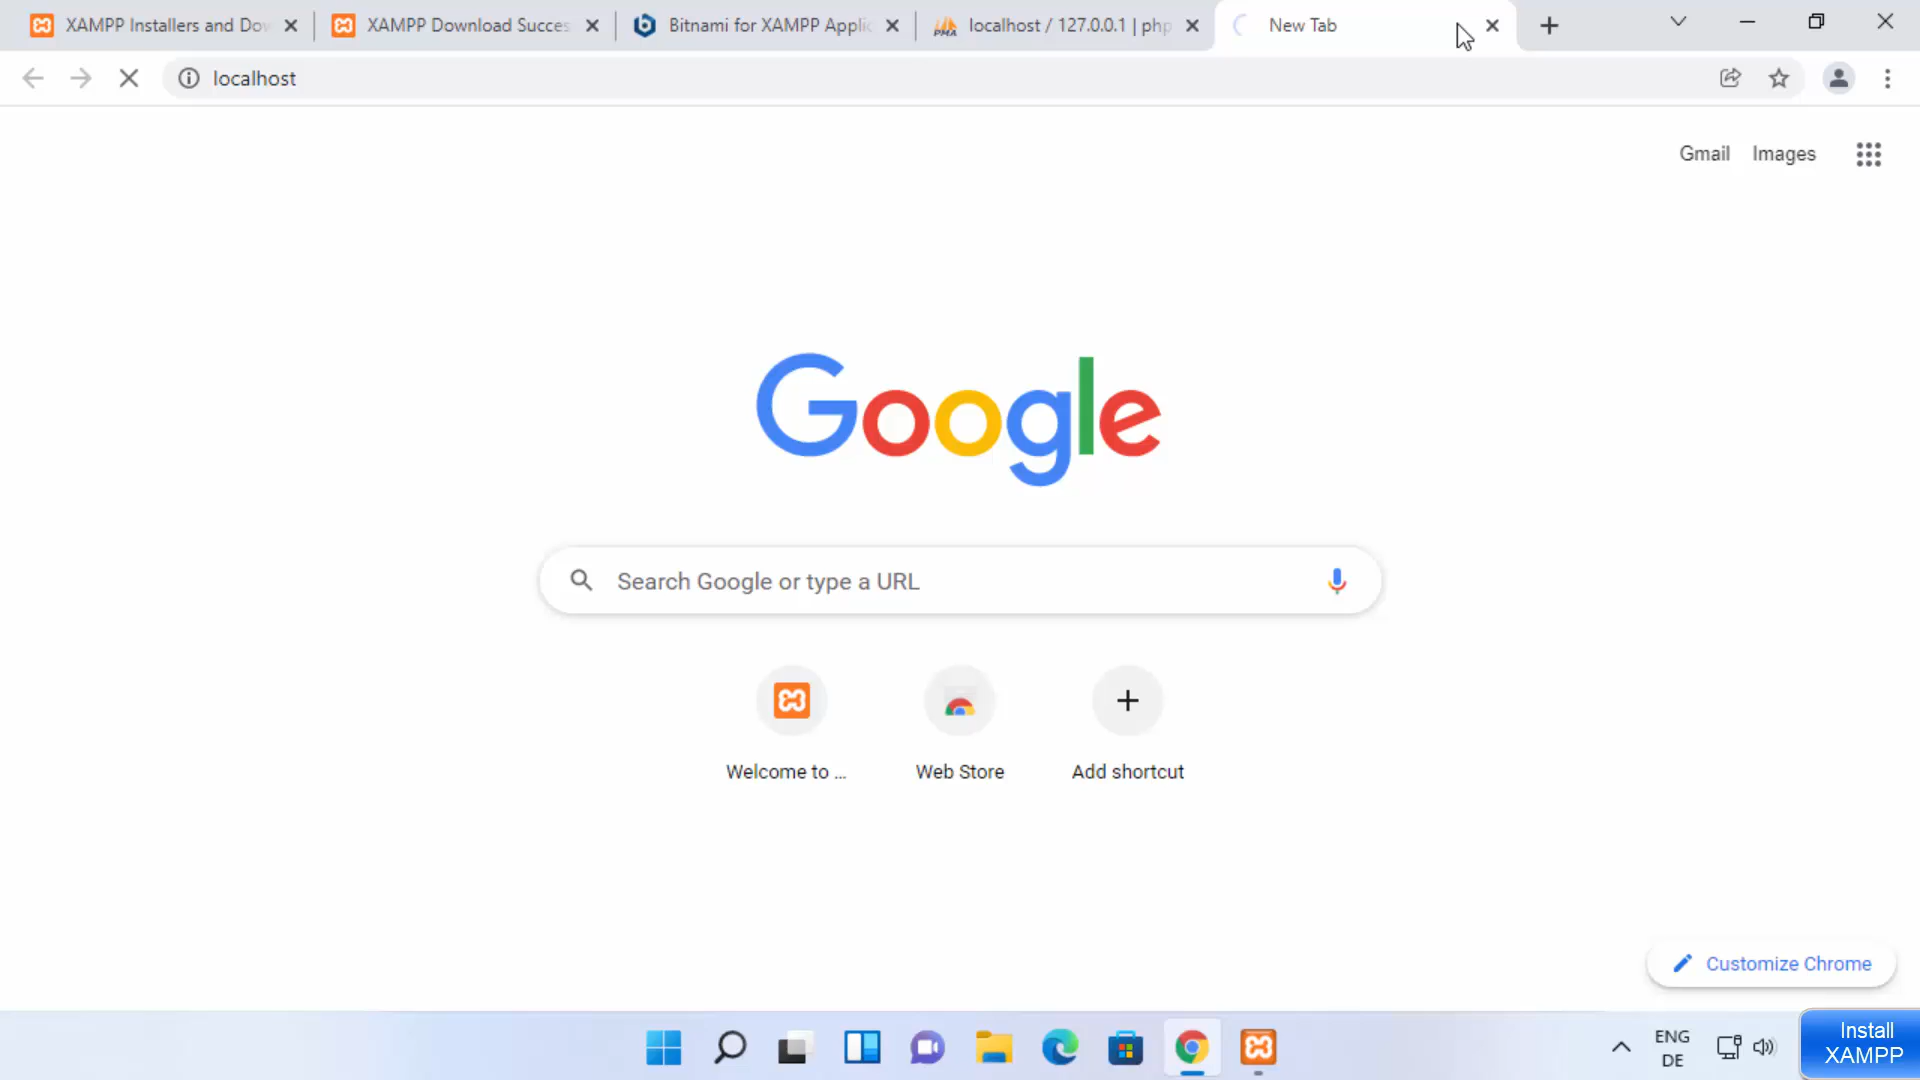 XAMPP Installers and Dow
XAMPP Download Succes
Bitnami for XAMPP Applic
localhost / 127.0.0.1 | php
New Tab
localhost
Gmail
Images
Google
Search Google or type a URL
Welcome to ...
Web Store
Add shortcut
Customize Chrome
ENG
DE
Install
XAMPP